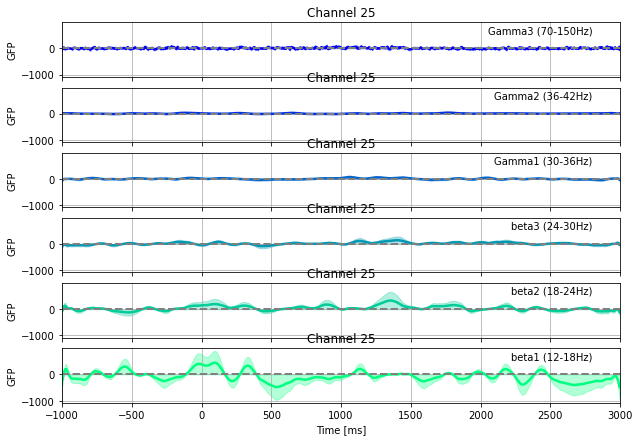 Channel 25
Gamma3 (70-150Hz)
GFP
0
−1000
Channel 25
Gamma2 (36-42Hz)
GFP
0
−1000
Channel 25
Gamma1 (30-36Hz)
GFP
0
−1000
Channel 25
beta3 (24-30Hz)
GFP
0
−1000
Channel 25
beta2 (18-24Hz)
GFP
0
−1000
Channel 25
beta1 (12-18Hz)
GFP
0
−1000
−1000 −500 0 500 1000 1500 2000 2500 3000
Time [ms]